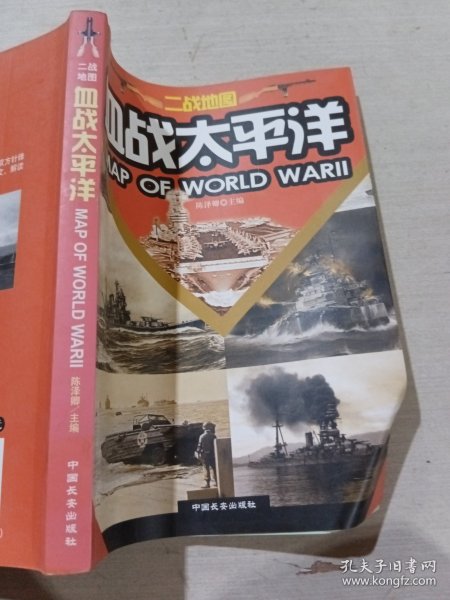 二战地图
血战太平洋
MAP OF WORLD WARII
陈泽卿 主编
中国长安出版社
二战
地图
血战太平洋
MAP OF WORLD WARII
陈泽卿/主编
中国长安出版社
孔夫子旧书网
www.kongfz.com